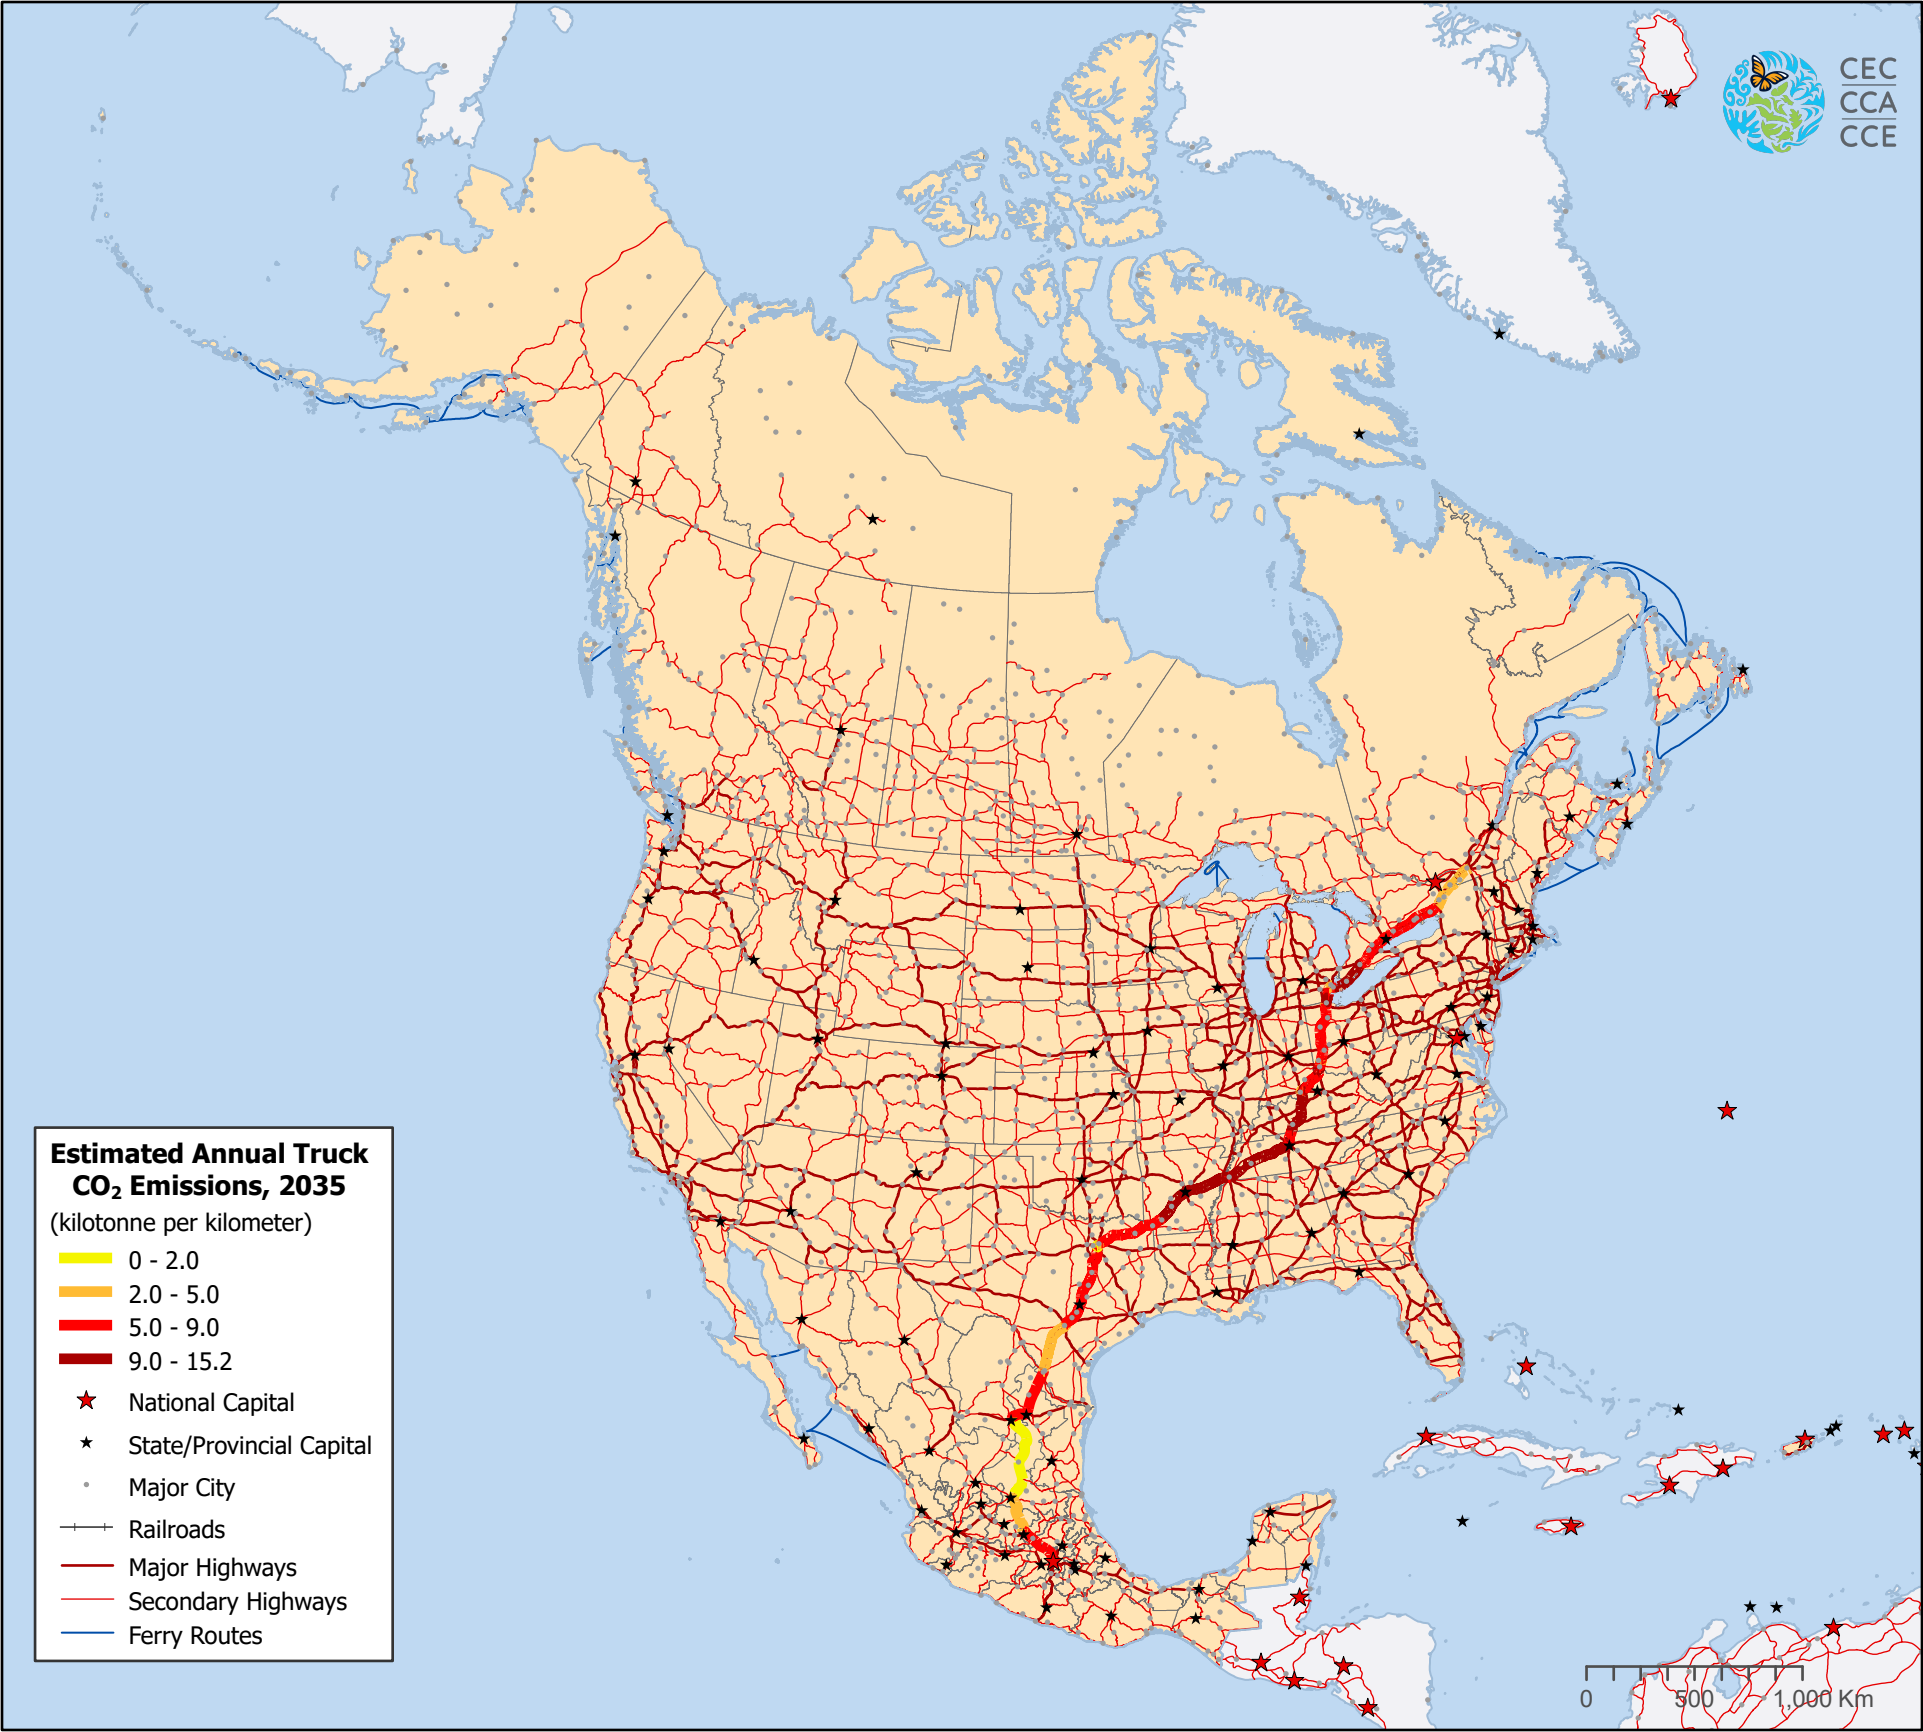 CEC
CCA
CCE
Estimated Annual Truck
CO₂ Emissions, 2035
(kilotonne per kilometer)
0 - 2.0
2.0 - 5.0
5.0 - 9.0
9.0 - 15.2
National Capital
State/Provincial Capital
Major City
Railroads
Major Highways
Secondary Highways
Ferry Routes
0 500 1,000 Km